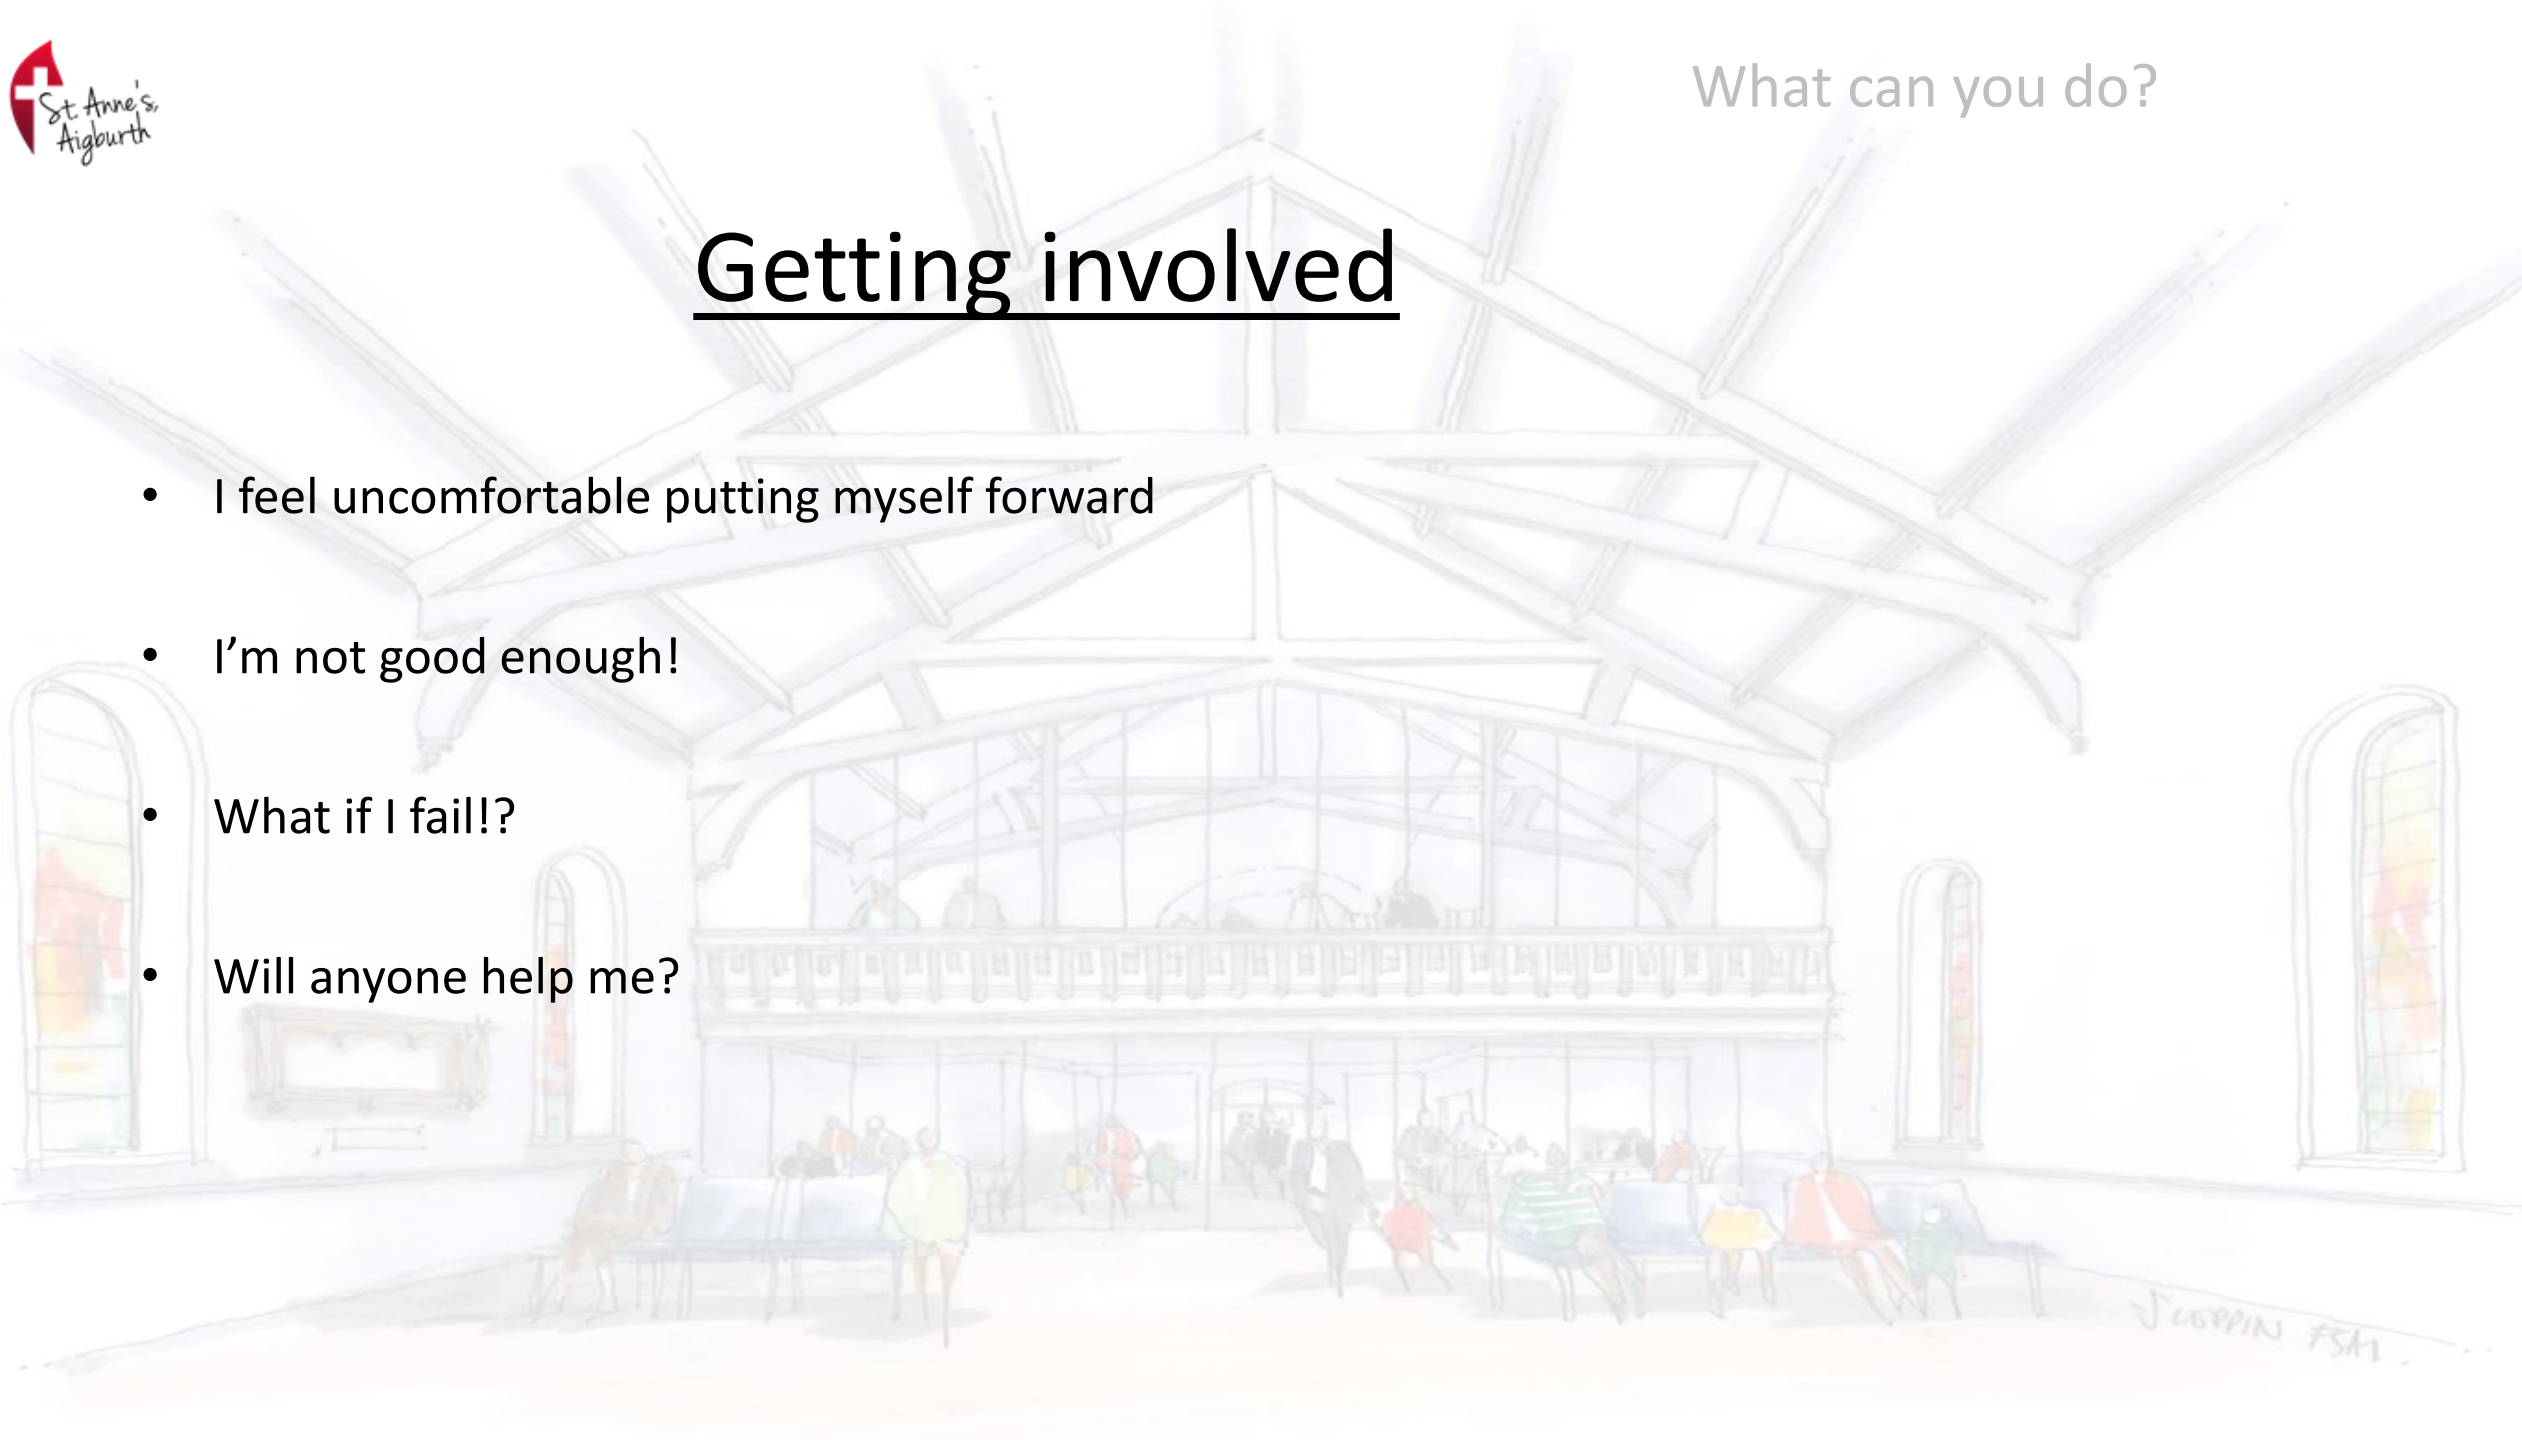 St. Anne's,
Aigburth
What can you do?
Getting involved
• I feel uncomfortable putting myself forward
• I’m not good enough!
• What if I fail!?
• Will anyone help me?